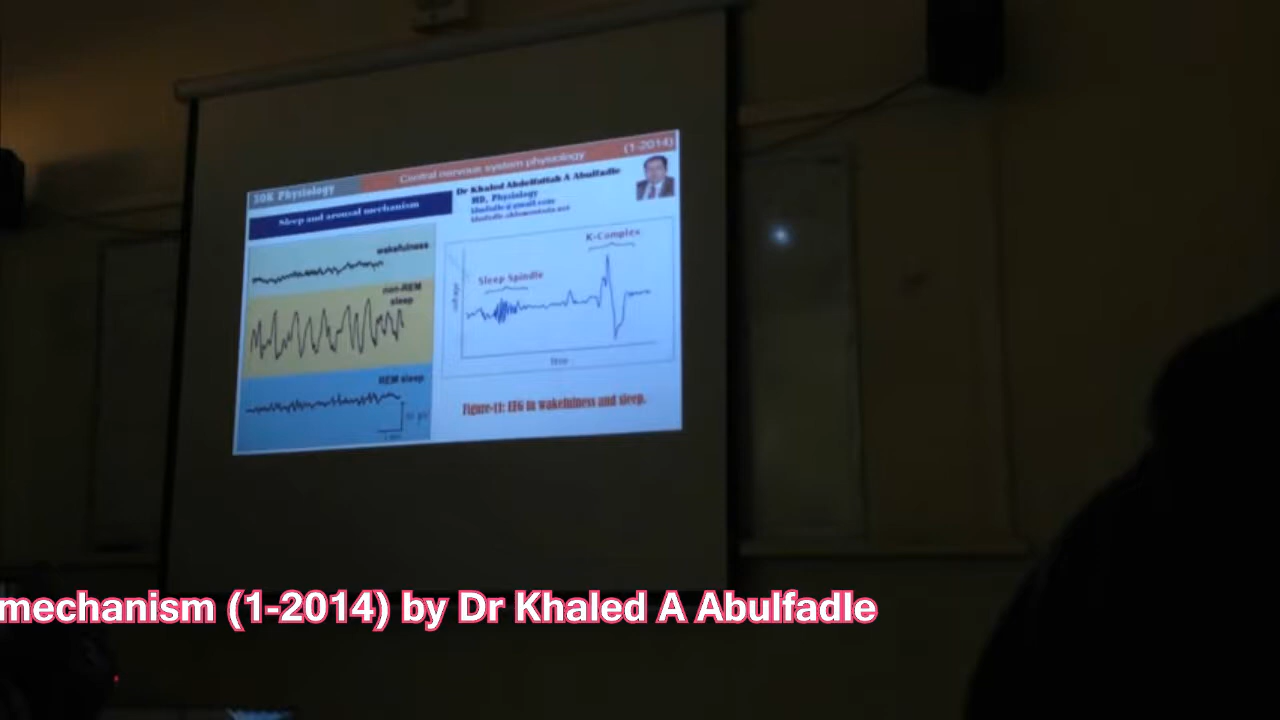 Central nervous system physiology
(1-2014)
Physiology
Dr Khaled Abdelfattah A Abulfadle
MD, Physiology
Sleep and arousal mechanism
wakefulness
non-REM
sleep
REM sleep
K-Complex
Sleep Spindle
Time
Figure-11: EEG in wakefulness and sleep.
mechanism (1-2014) by Dr Khaled A Abulfadle